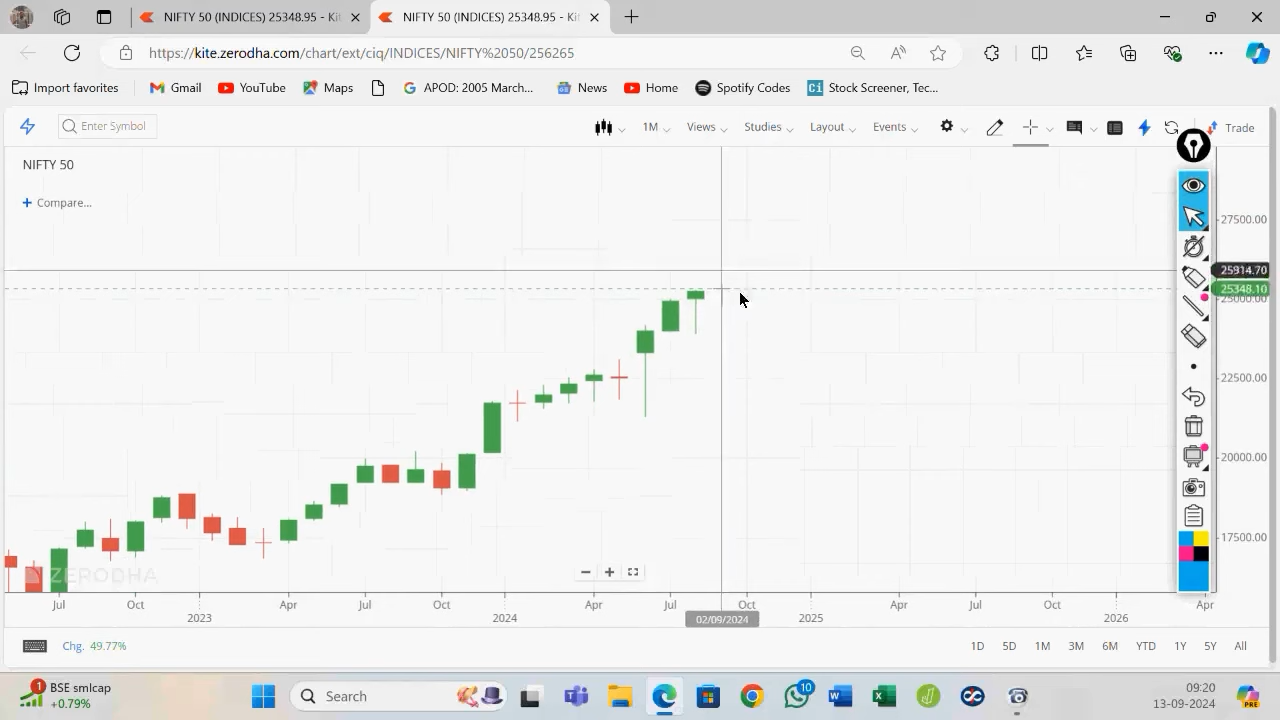 NIFTY 50 (INDICES) 25348.95 - Kit
NIFTY 50 (INDICES) 25348.95 - Kit
https://kite.zerodha.com/chart/ext/ciq/INDICES/NIFTY%2050/256265
Import favorites
Gmail
YouTube
Maps
APOD: 2005 March...
News
Home
Spotify Codes
Stock Screener, Tec...
Enter Symbol
1M
Views
Studies
Layout
Events
Trade
NIFTY 50
+ Compare...
27500.00
25914.70
25348.10
25000.00
22500.00
20000.00
17500.00
ZERODHA
Jul
Oct
Apr
Jul
Oct
Apr
Jul
Oct
Apr
Jul
Oct
Apr
2023
2024
02/09/2024
2025
2026
Chg. 49.77%
1D 5D 1M 3M 6M YTD 1Y 5Y All
1
BSE smlcap
+0.79%
Search
10
09:20
13-09-2024
PRE